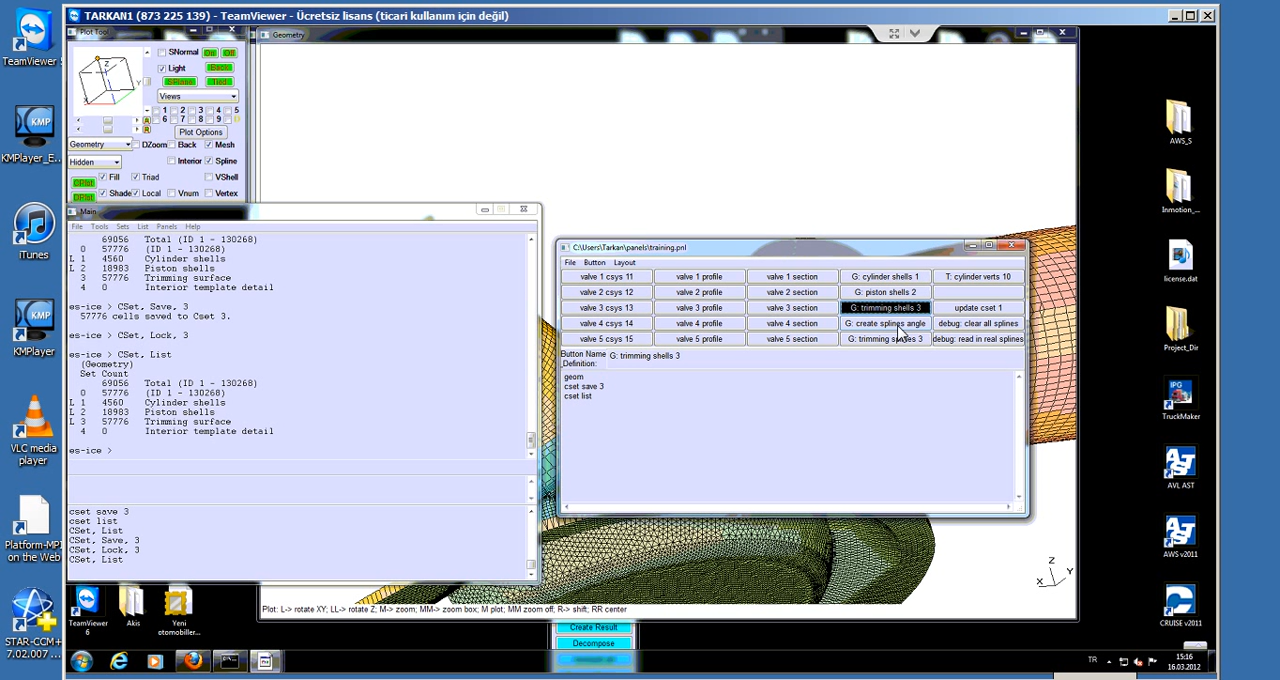 TARKAN1 (873 225 139) - TeamViewer - Ücretsiz lisans (ticari kullanım için değil)
TeamViewer
KMPlayer_E...
iTunes
KMPlayer
VLC media
player
Platform-MPI
on the Web
STAR-CCM+
7.02.007 ...
Plot Tool
Z
Y
SNormal
On
Off
Light
Back
SPlane
Tied
Views
1 2 3 4 5
6 7 8 9
A
R
Plot Options
Geometry
DZoom
Back
Mesh
Hidden
Interior
Spline
CPlot
Fill
Triad
VShell
Shade
Local
Vnum
Vertex
Geometry
Main
File Tools Sets List Panels Help
69056 Total (ID 1 - 130268)
0 57776 (ID 1 - 130268)
L 1 4560 Cylinder shells
L 2 18983 Piston shells
3 57776 Trimming surface
4 0 Interior template detail
es-ice > CSet, Save, 3
57776 cells saved to Cset 3.
es-ice > CSet, Lock, 3
es-ice > CSet, List
(Geometry)
Set Count
69056 Total (ID 1 - 130268)
0 57776 (ID 1 - 130268)
L 1 4560 Cylinder shells
L 2 18983 Piston shells
L 3 57776 Trimming surface
4 0 Interior template detail
es-ice >
cset save 3
cset list
CSet, List
CSet, Save, 3
CSet, Lock, 3
CSet, List
C:\Users\Tarkan\panels\training.pnl
File Button Layout
valve 1 csys 11 valve 1 profile valve 1 section G: cylinder shells 1 T: cylinder verts 10
valve 2 csys 12 valve 2 profile valve 2 section G: piston shells 2
valve 3 csys 13 valve 3 profile valve 3 section G: trimming shells 3 update cset 1
valve 4 csys 14 valve 4 profile valve 4 section G: create splines angle debug: clear all splines
valve 5 csys 15 valve 5 profile valve 5 section debug: read in real splines
Button Name G: trimming shells 3
Definition:
geom
cset save 3
cset list
Z
X
Y
Plot: L-> rotate XY; LL-> rotate Z; M-> zoom; MM-> zoom box; M plot; MM zoom off; R-> shift; RR center
Create Result
Decompose
TeamViewer
6
Akis
Yeni
otomobiller...
AWS_S
Inmotion_...
license.dat
Project_Dir
IPG
TruckMaker
AVL AST
AWS v2011
CRUISE v2011
TR
15:16
16.03.2012